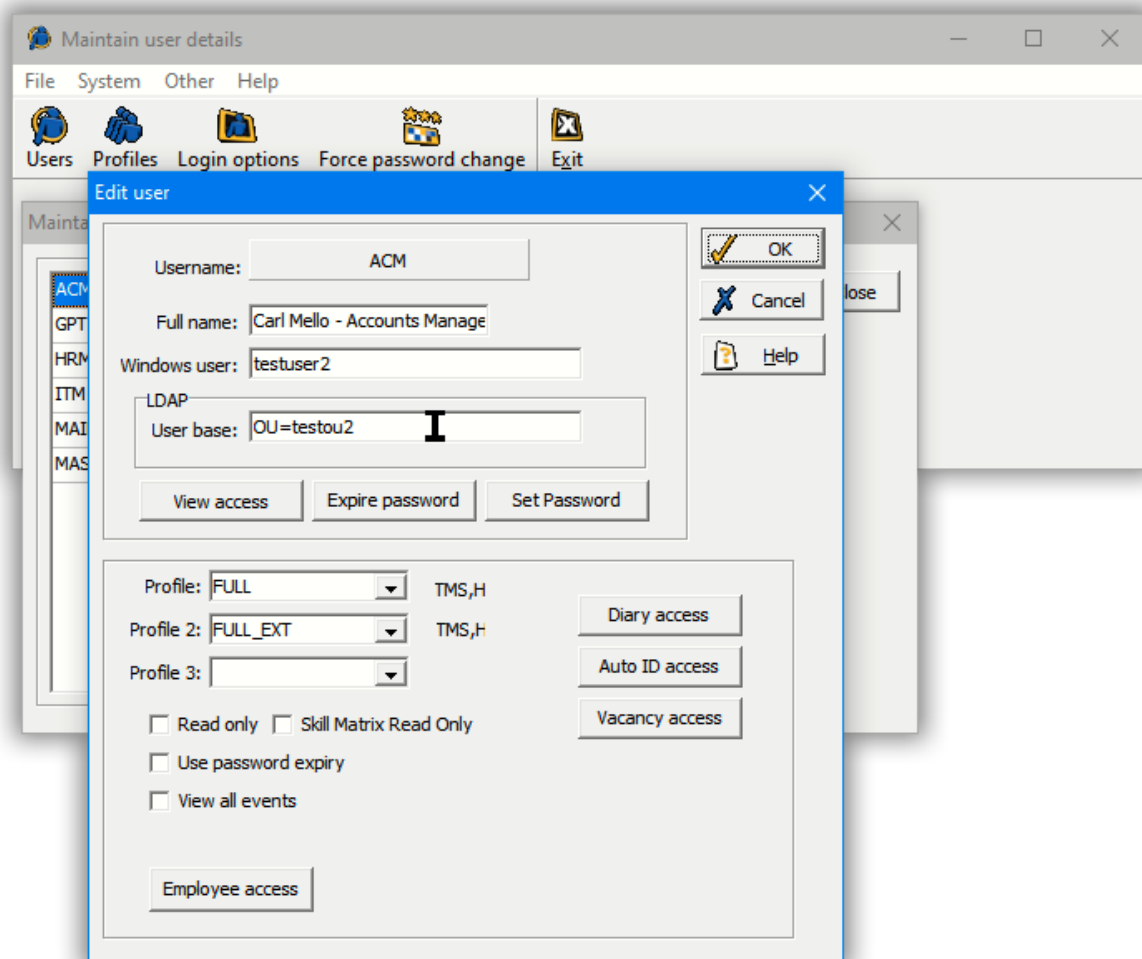 Maintain user details
File System Other Help
Users Profiles Login options Force password change Exit
Edit user
Mainta
Username: ACM
OK
ACM
lose
Cancel
Full name: Carl Mello - Accounts Manage
GPT
HRM
Help
Windows user: testuser2
ITM
LDAP
User base: OU=testou2
MAI
MAS
View access Expire password Set Password
Profile: FULL TMS,H
Diary access
Profile 2: FULL_EXT TMS,H
Auto ID access
Profile 3:
Vacancy access
Read only Skill Matrix Read Only
Use password expiry
View all events
Employee access